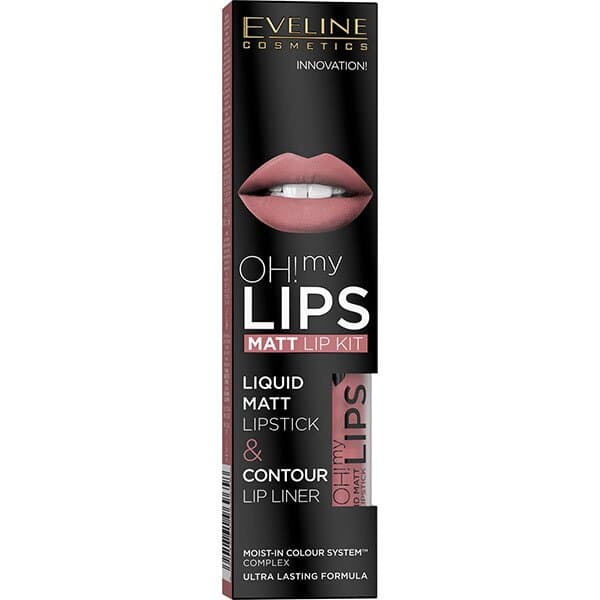 EVELINE
COSMETICS
INNOVATION!
OH! my
LIPS
MATT LIP KIT
LIQUID
MATT
LIPSTICK
&
CONTOUR
LIP LINER
OH! my
LIPS
ID MATT
LIPSTICK
MOIST-IN COLOUR SYSTEM™
COMPLEX
ULTRA LASTING FORMULA